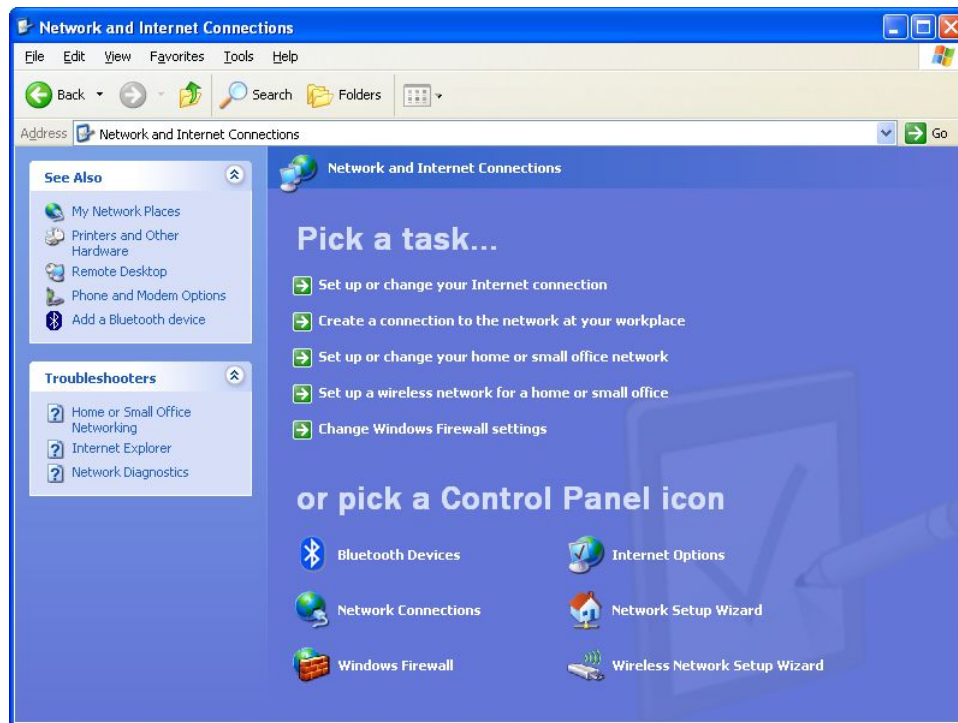 Network and Internet Connections
File Edit View Favorites Tools Help
Back Search Folders
Address Network and Internet Connections Go
See Also
My Network Places
Printers and Other
Hardware
Remote Desktop
Phone and Modem Options
Add a Bluetooth device
Troubleshooters
Home or Small Office
Networking
Internet Explorer
Network Diagnostics
Network and Internet Connections
Pick a task...
Set up or change your Internet connection
Create a connection to the network at your workplace
Set up or change your home or small office network
Set up a wireless network for a home or small office
Change Windows Firewall settings
or pick a Control Panel icon
Bluetooth Devices Internet Options
Network Connections Network Setup Wizard
Windows Firewall Wireless Network Setup Wizard